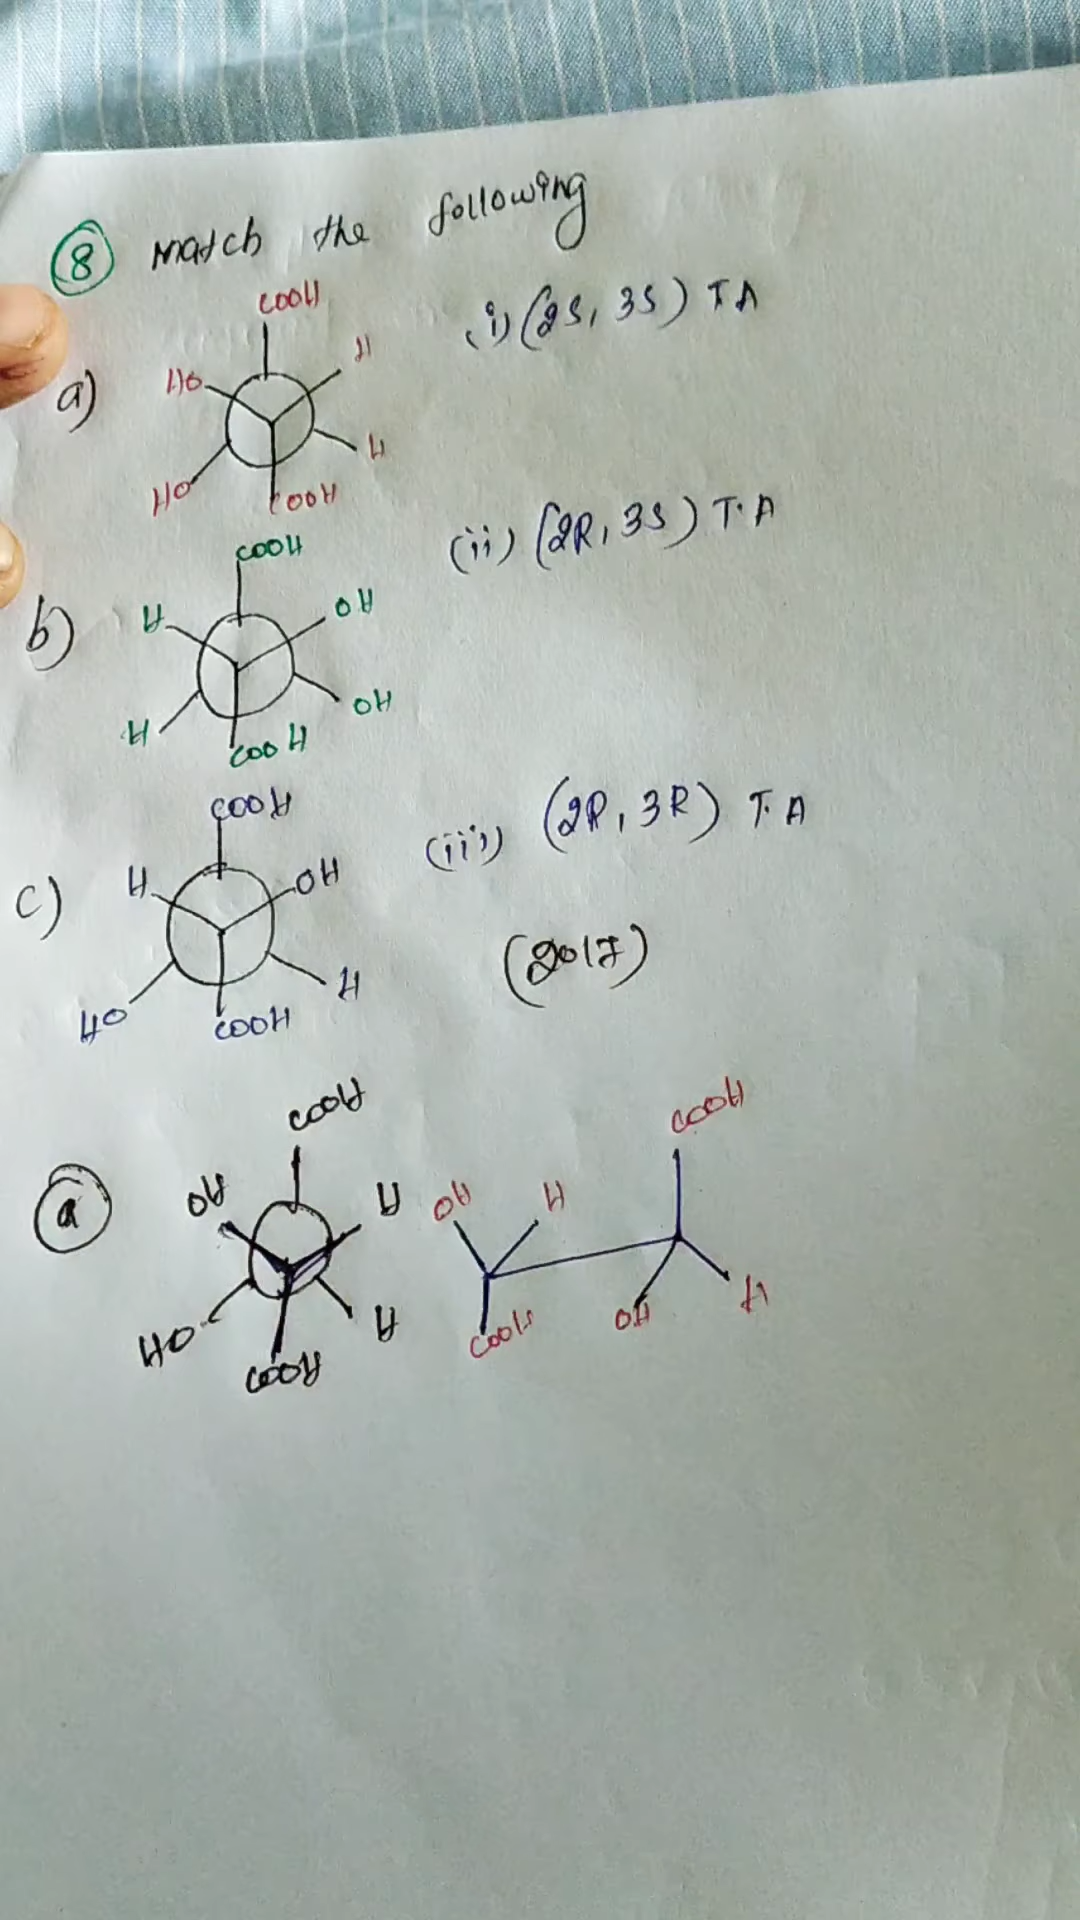 8 Match the following
COOH
(i) (2S, 3S) T A
a) HO H
HO H
COOH
(ii) (2R, 3S) T.A
COOH
b) H OH
H OH
COOH
COOH
(iii) (2R, 3R) T.A
c) H OH
HO H
COOH
(2017)
COOH COOH
a OH H OH H
HO H OH H
COOH COOH